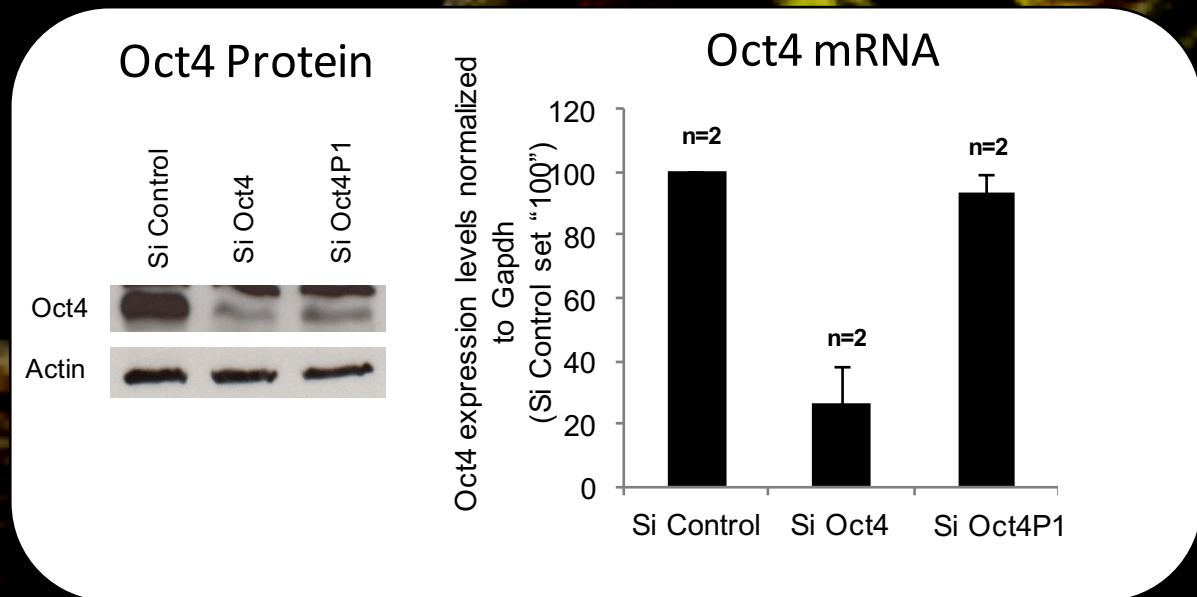 Oct4 Protein
Si Control
Si Oct4
Si Oct4P1
Oct4
Actin
Oct4 mRNA
Oct4 expression levels normalized
to Gapdh
(Si Control set “100”)
120
100
80
60
40
20
0
n=2
n=2
n=2
Si Control
Si Oct4
Si Oct4P1